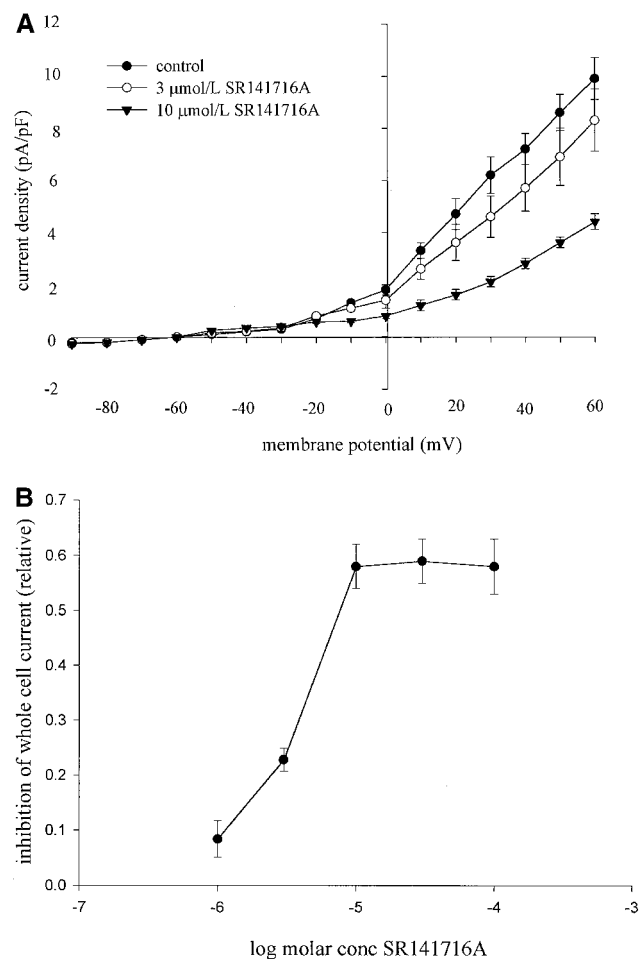 A
12
10
8
6
4
2
0
-2
current density (pA/pF)
control
3 µmol/L SR141716A
10 µmol/L SR141716A
-80 -60 -40 -20 0 20 40 60
membrane potential (mV)
B
0.7
0.6
0.5
0.4
0.3
0.2
0.1
0.0
inhibition of whole cell current (relative)
-7 -6 -5 -4 -3
log molar conc SR141716A